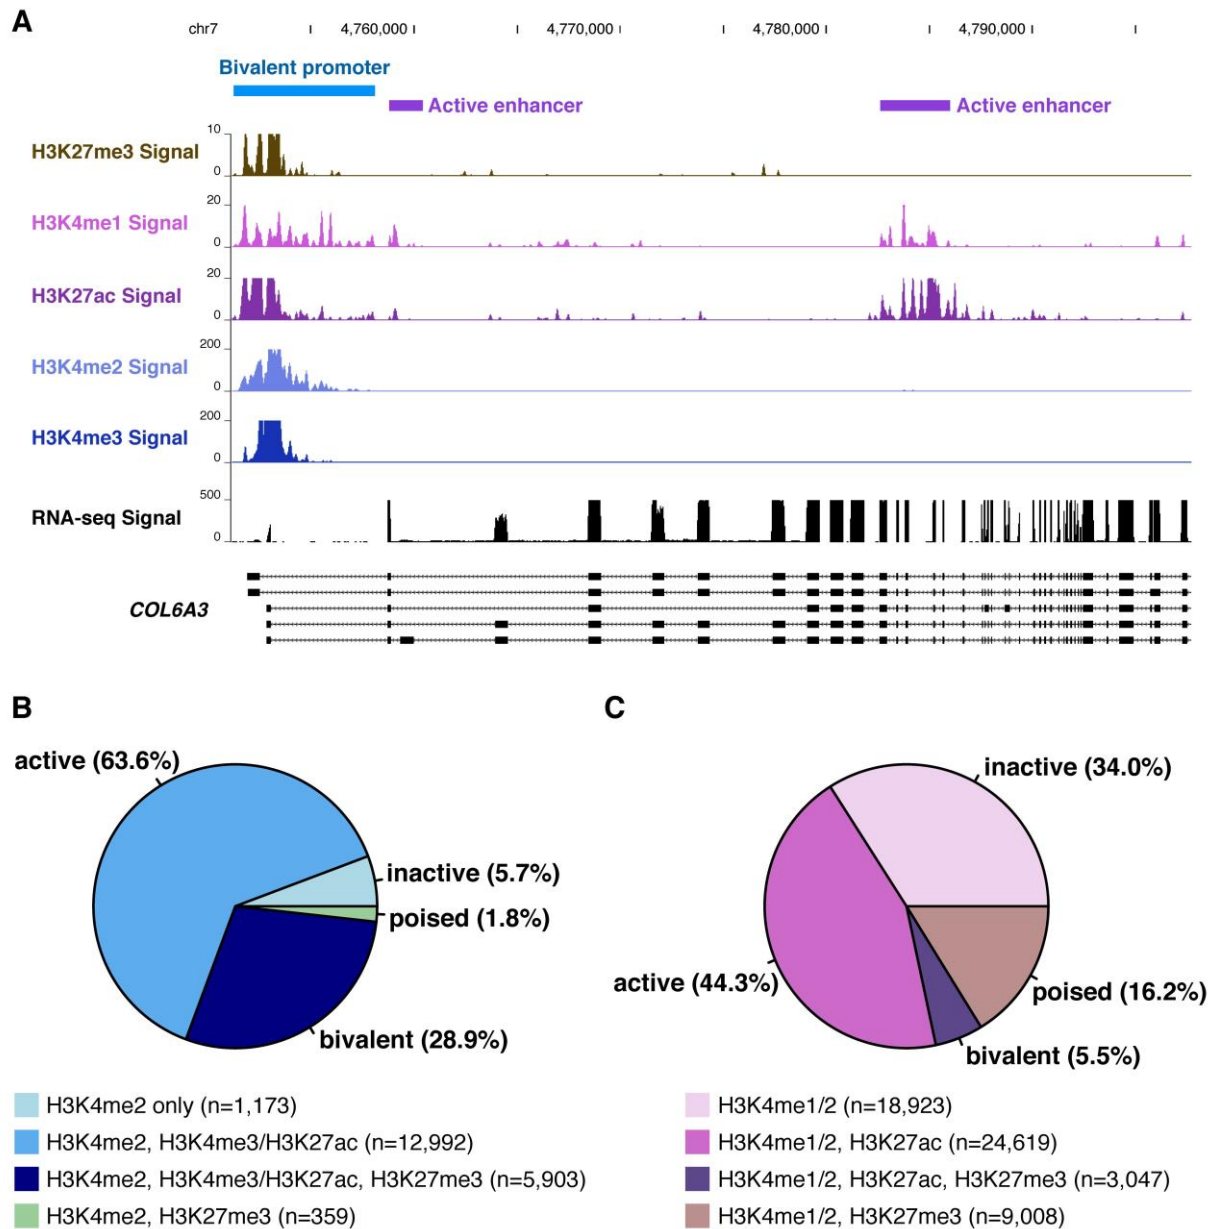 A
chr7 4,760,000 4,770,000 4,780,000 4,790,000
Bivalent promoter
Active enhancer Active enhancer
H3K27me3 Signal 10 0
H3K4me1 Signal 20 0
H3K27ac Signal 20 0
H3K4me2 Signal 200 0
H3K4me3 Signal 200 0
RNA-seq Signal 500 0
COL6A3
B
active (63.6%)
inactive (5.7%)
poised (1.8%)
bivalent (28.9%)
H3K4me2 only (n=1,173)
H3K4me2, H3K4me3/H3K27ac (n=12,992)
H3K4me2, H3K4me3/H3K27ac, H3K27me3 (n=5,903)
H3K4me2, H3K27me3 (n=359)
C
inactive (34.0%)
active (44.3%)
poised (16.2%)
bivalent (5.5%)
H3K4me1/2 (n=18,923)
H3K4me1/2, H3K27ac (n=24,619)
H3K4me1/2, H3K27ac, H3K27me3 (n=3,047)
H3K4me1/2, H3K27me3 (n=9,008)